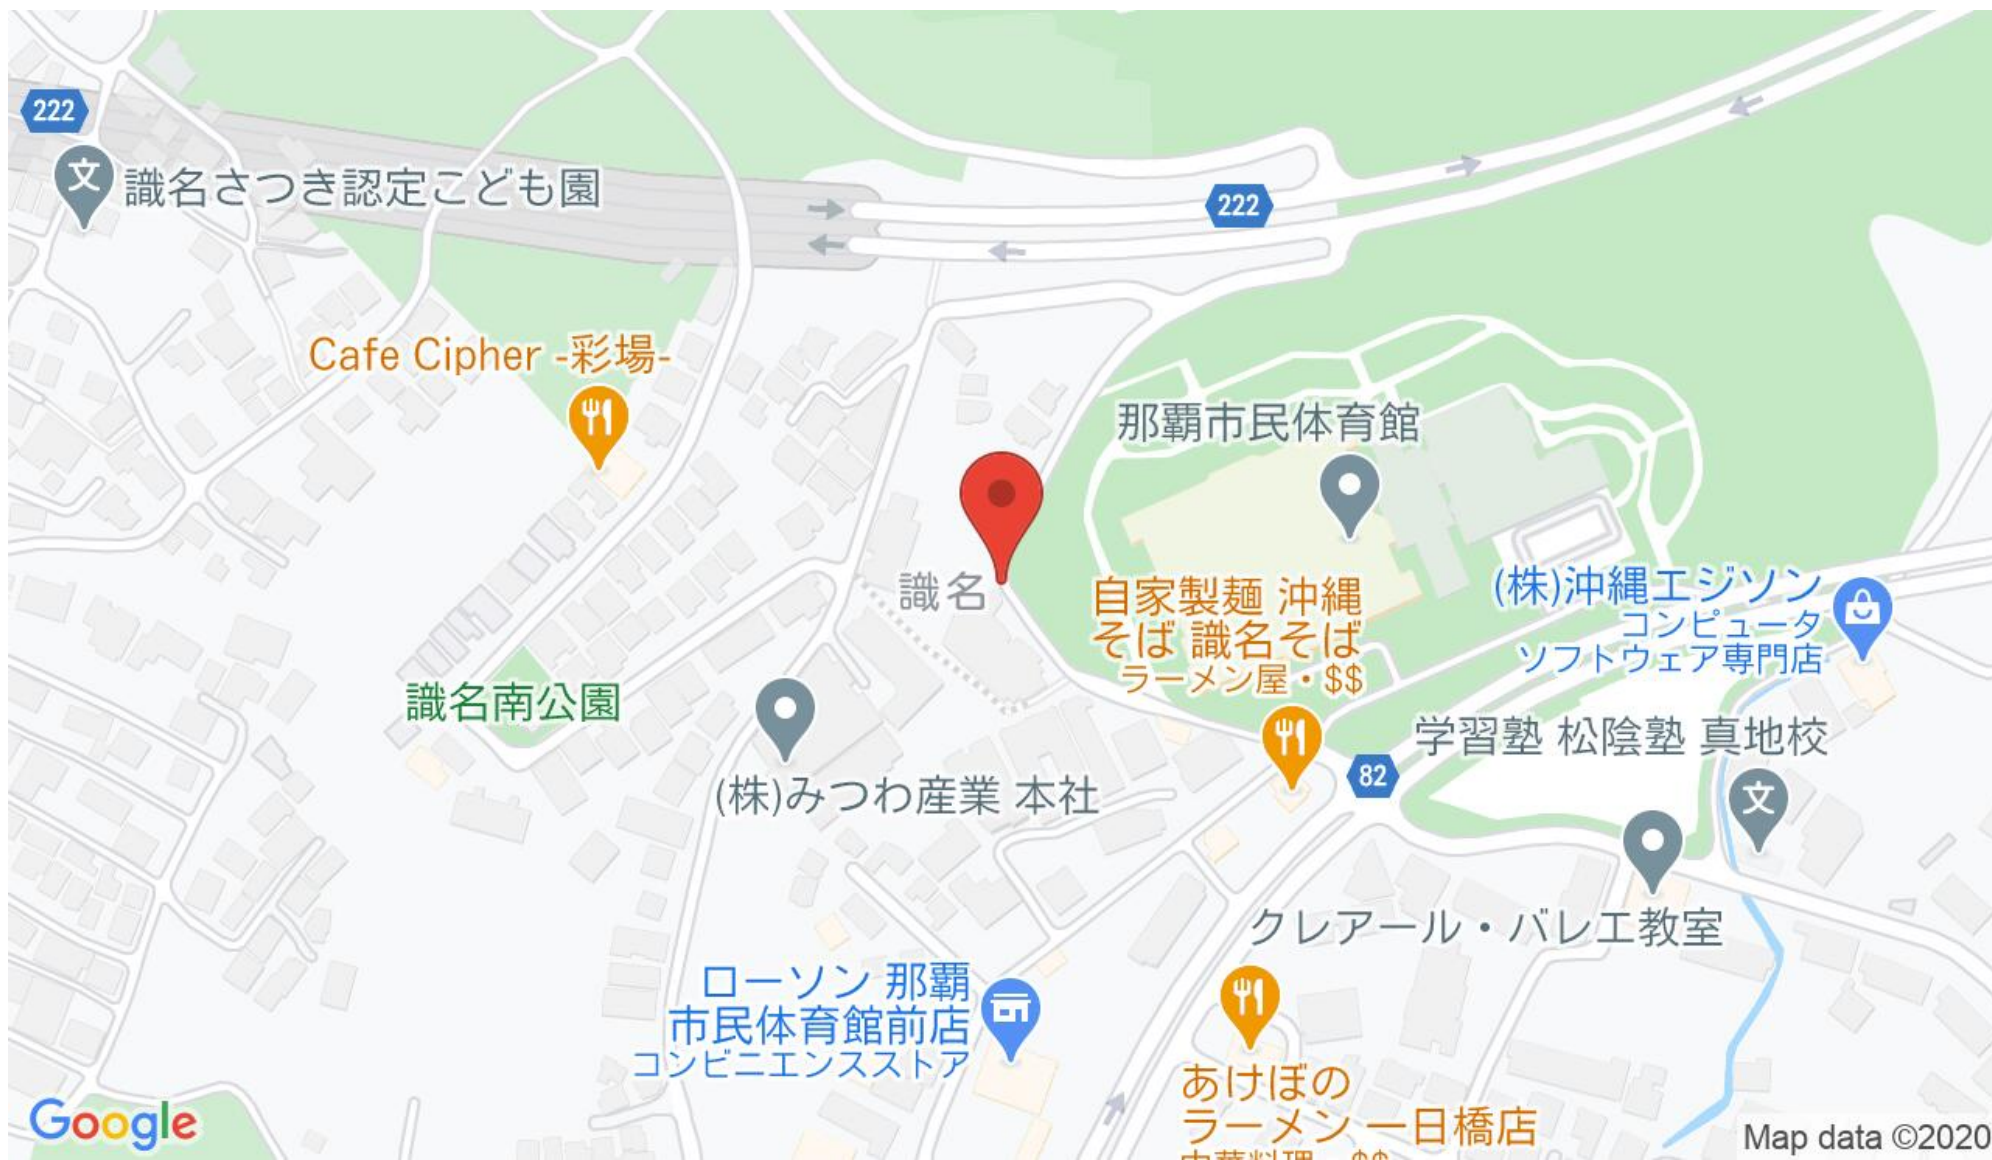 222
識名さつき認定こども園
222
Cafe Cipher -彩場-
那覇市民体育館
識名
自家製麺 沖縄
そば 識名そば
ラーメン屋・$$
(株)沖縄エジソン
コンピュータ
ソフトウェア専門店
識名南公園
(株)みつわ産業 本社
82
学習塾 松陰塾 真地校
クレアール・バレエ教室
ローソン 那覇
市民体育館前店
コンビニエンスストア
あけぼの
ラーメン 一日橋店
中華料理・$$
Google
Map data ©2020